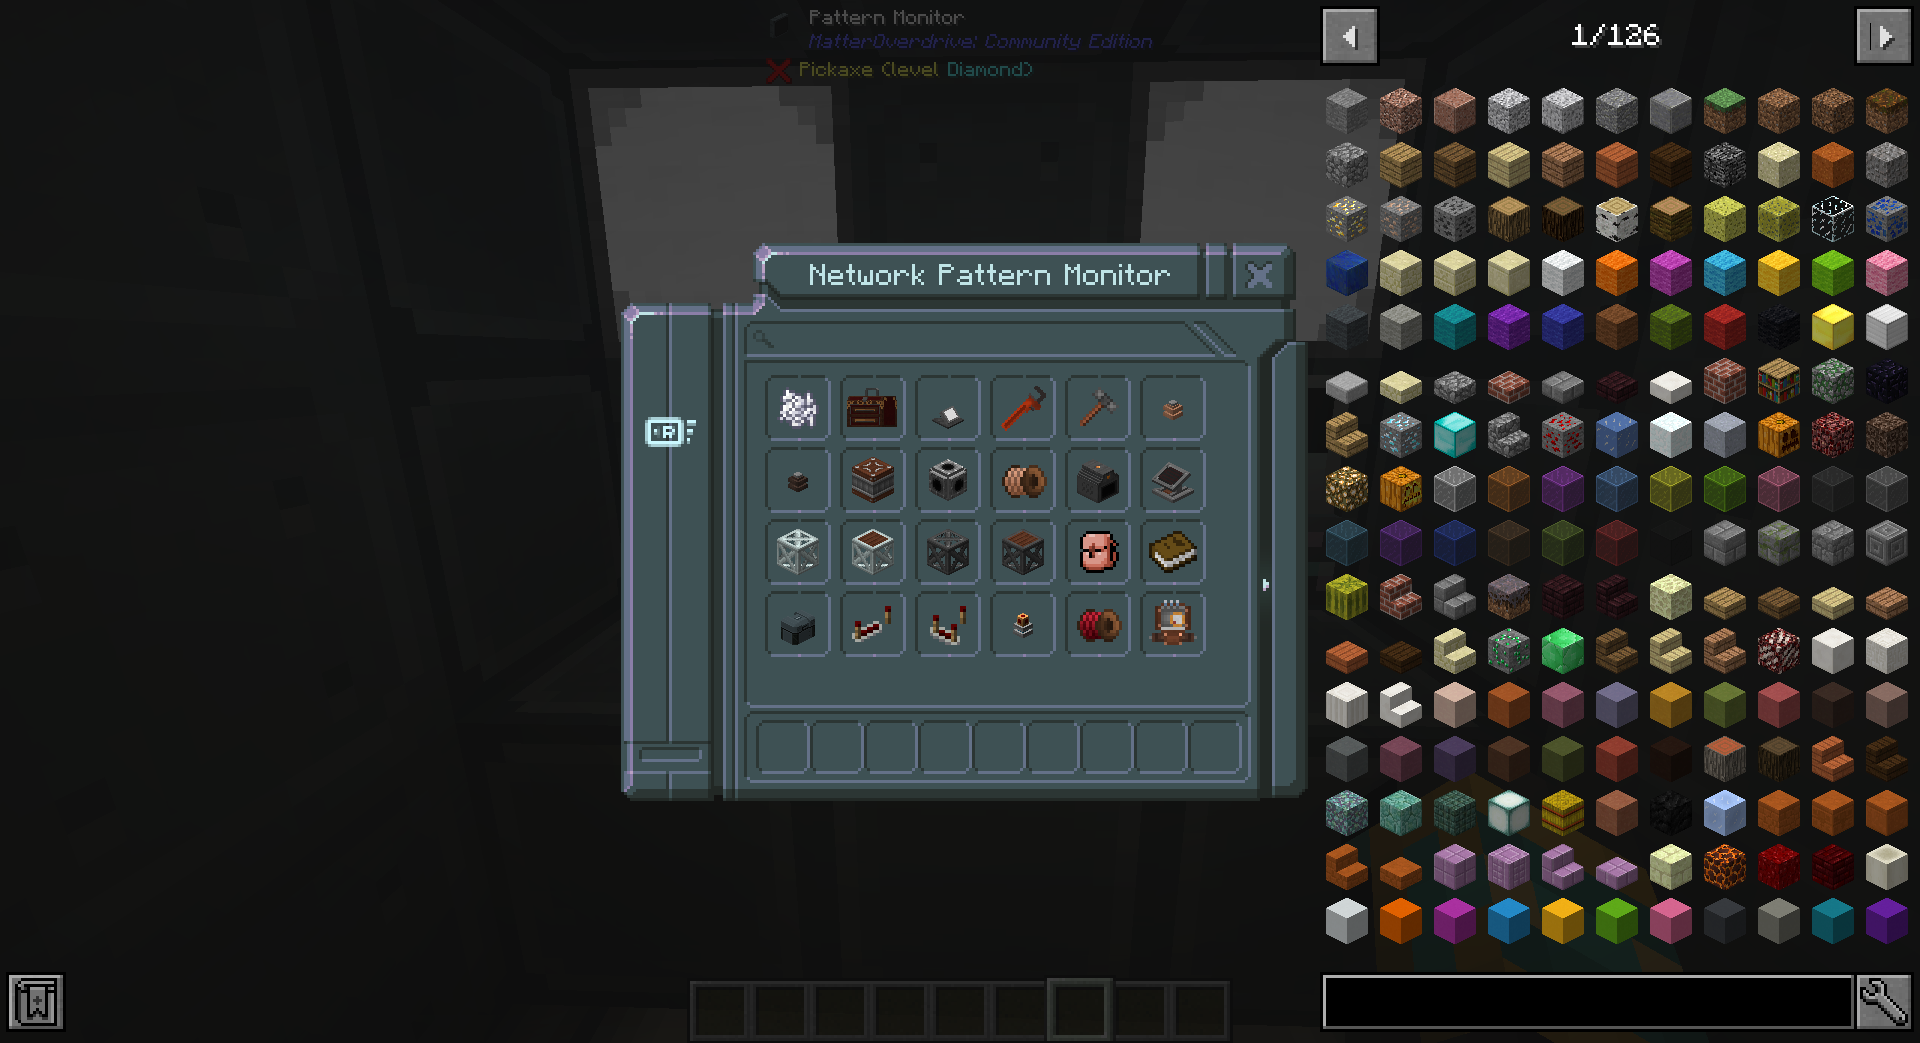 Pattern Monitor
MatterOverdrive: Community Edition
Pickaxe (level Diamond)
1/126
Network Pattern Monitor
R